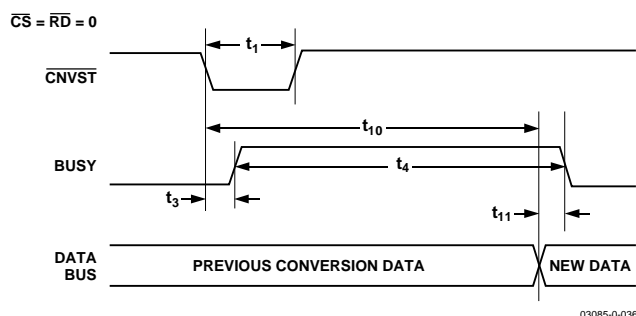 CS = RD = 0
t1
CNVST
t10
BUSY
t4
t3
t11
DATA
BUS
PREVIOUS CONVERSION DATA
NEW DATA
03085-0-036